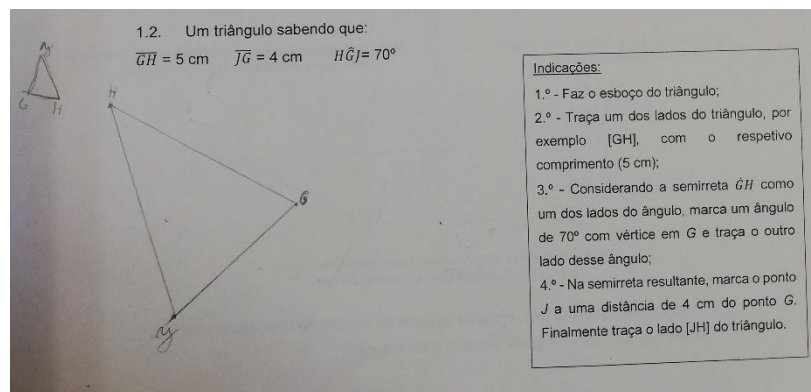 1.2. Um triângulo sabendo que:
GH = 5 cm JG = 4 cm HĜJ= 70º
G
H
H
G
Indicações:
1.º - Faz o esboço do triângulo;
2.º - Traça um dos lados do triângulo, por
exemplo [GH], com o respetivo
comprimento (5 cm);
3.º - Considerando a semirreta ĠH como
um dos lados do ângulo, marca um ângulo
de 70º com vértice em G e traça o outro
lado desse ângulo;
4.º - Na semirreta resultante, marca o ponto
J a uma distância de 4 cm do ponto G.
Finalmente traça o lado [JH] do triângulo.